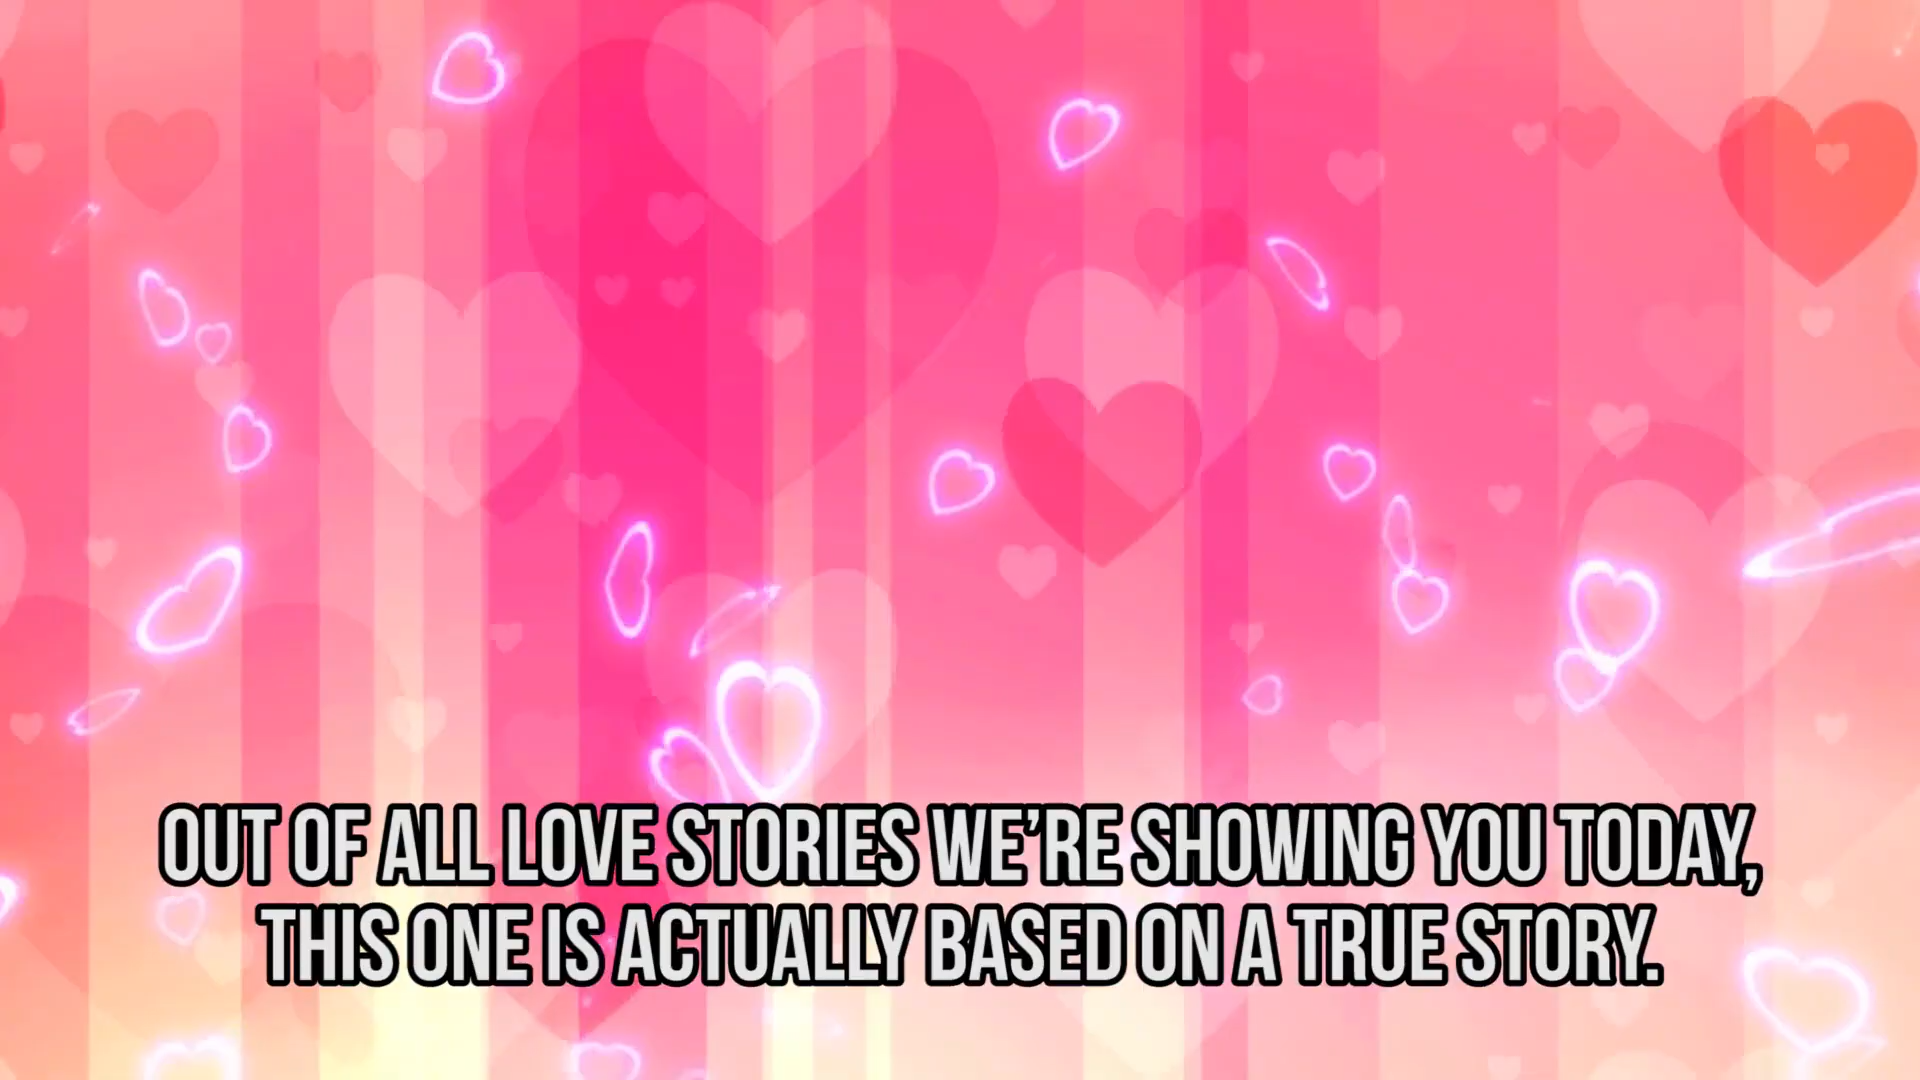 OUT OF ALL LOVE STORIES WE’RE SHOWING YOU TODAY,
THIS ONE IS ACTUALLY BASED ON A TRUE STORY.